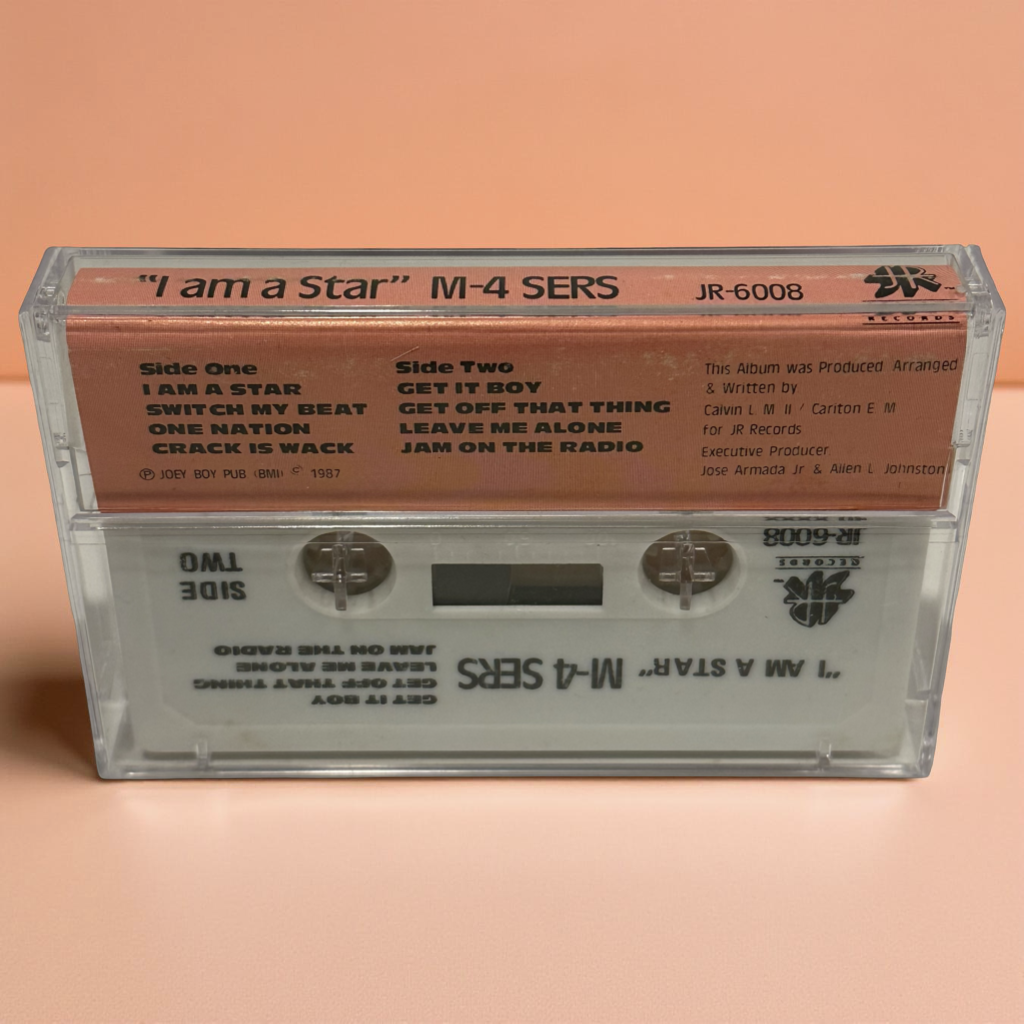 "I am a Star" M-4 SERS JR-6008 JR™
RECORDS
Side One
I AM A STAR
SWITCH MY BEAT
ONE NATION
CRACK IS WACK
℗ JOEY BOY PUB (BMI) © 1987
Side Two
GET IT BOY
GET OFF THAT THING
LEAVE ME ALONE
JAM ON THE RADIO
This Album was Produced Arranged
& Written by
Calvin L. M. II / Carlton E. M
for JR Records
Executive Producer
Jose Armada Jr & Allen L Johnston
"I AM A STAR" M-4 SERS
GET IT BOY
GET OFF THAT THING
LEAVE ME ALONE
JAM ON THE RADIO
SIDE
TWO
JR™
RECORDS
JR-6008